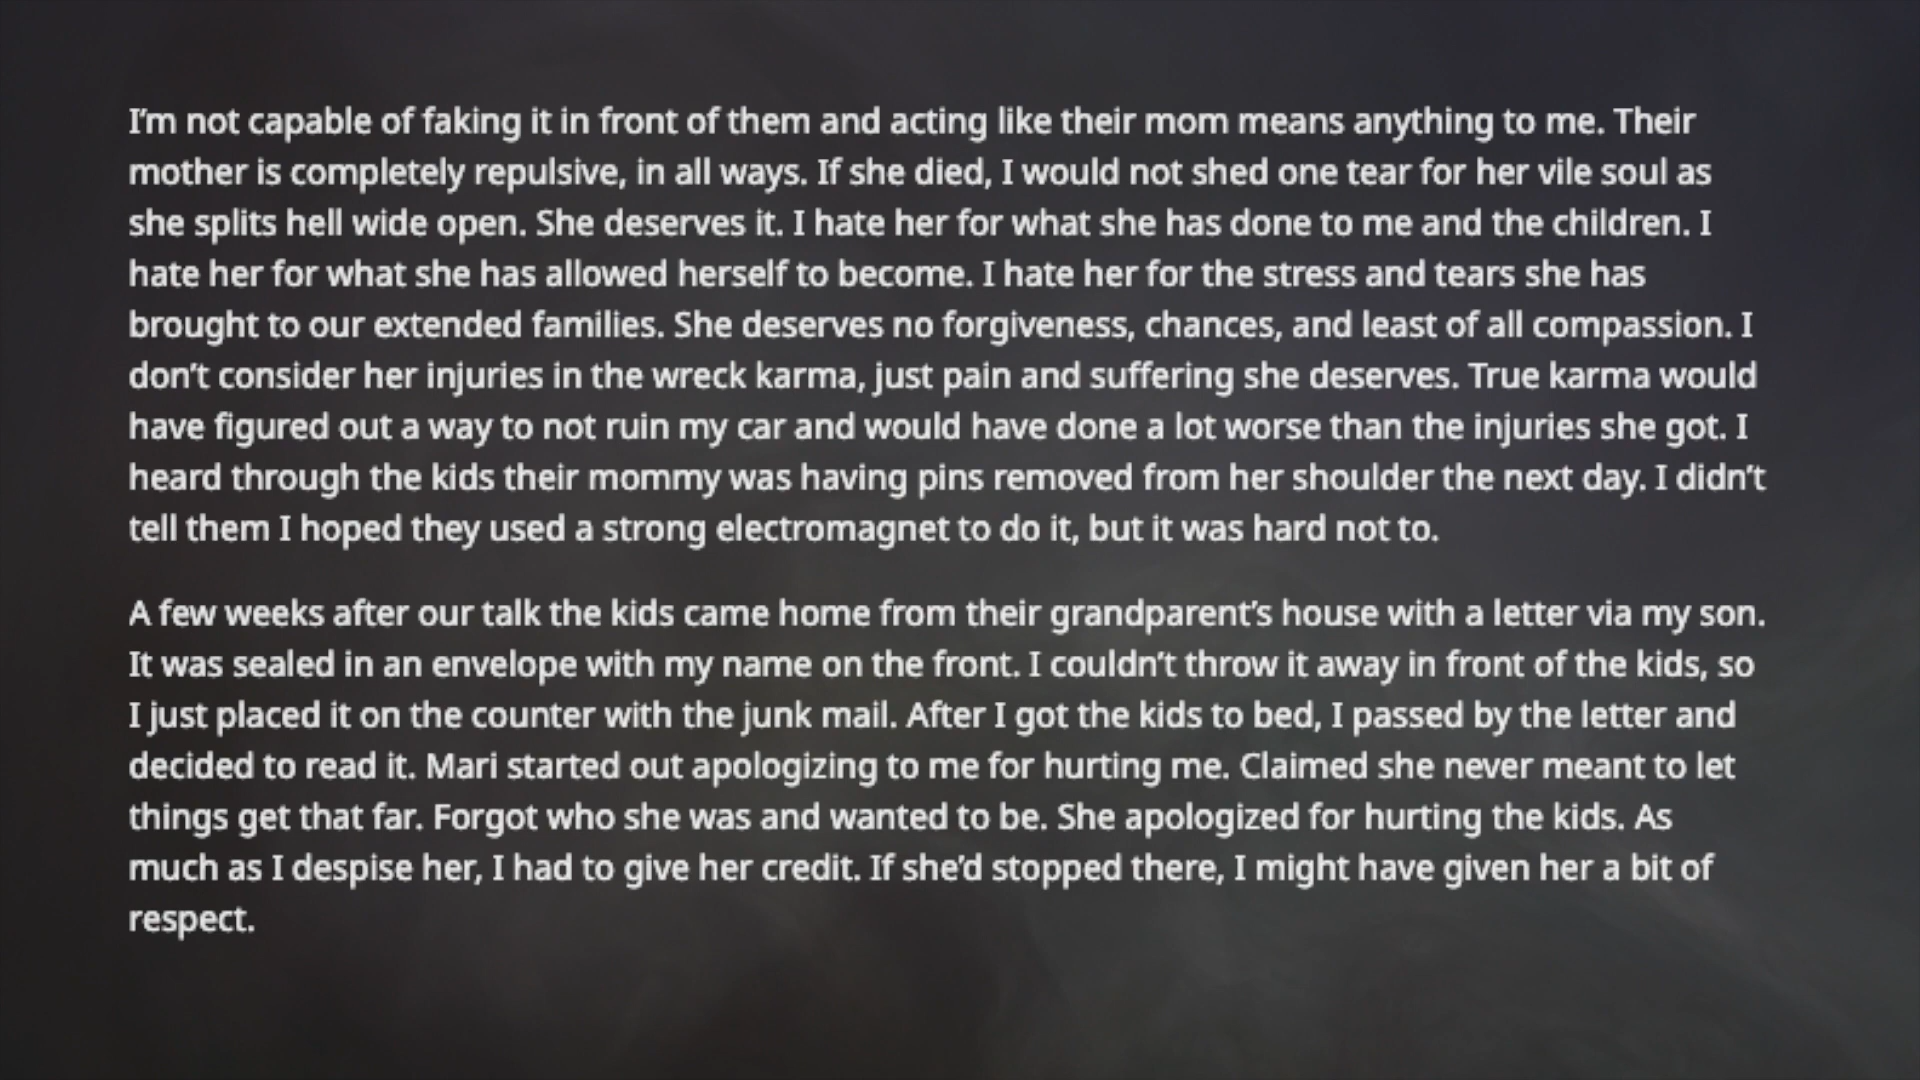 I’m not capable of faking it in front of them and acting like their mom means anything to me. Their
mother is completely repulsive, in all ways. If she died, I would not shed one tear for her vile soul as
she splits hell wide open. She deserves it. I hate her for what she has done to me and the children. I
hate her for what she has allowed herself to become. I hate her for the stress and tears she has
brought to our extended families. She deserves no forgiveness, chances, and least of all compassion. I
don’t consider her injuries in the wreck karma, just pain and suffering she deserves. True karma would
have figured out a way to not ruin my car and would have done a lot worse than the injuries she got. I
heard through the kids their mommy was having pins removed from her shoulder the next day. I didn’t
tell them I hoped they used a strong electromagnet to do it, but it was hard not to.
A few weeks after our talk the kids came home from their grandparent’s house with a letter via my son.
It was sealed in an envelope with my name on the front. I couldn’t throw it away in front of the kids, so
I just placed it on the counter with the junk mail. After I got the kids to bed, I passed by the letter and
decided to read it. Mari started out apologizing to me for hurting me. Claimed she never meant to let
things get that far. Forgot who she was and wanted to be. She apologized for hurting the kids. As
much as I despise her, I had to give her credit. If she’d stopped there, I might have given her a bit of
respect.